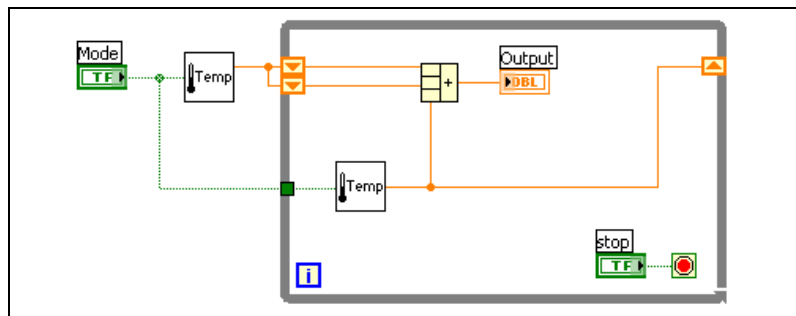 Mode
TF
Temp
Output
DBL
+
Temp
stop
TF
i